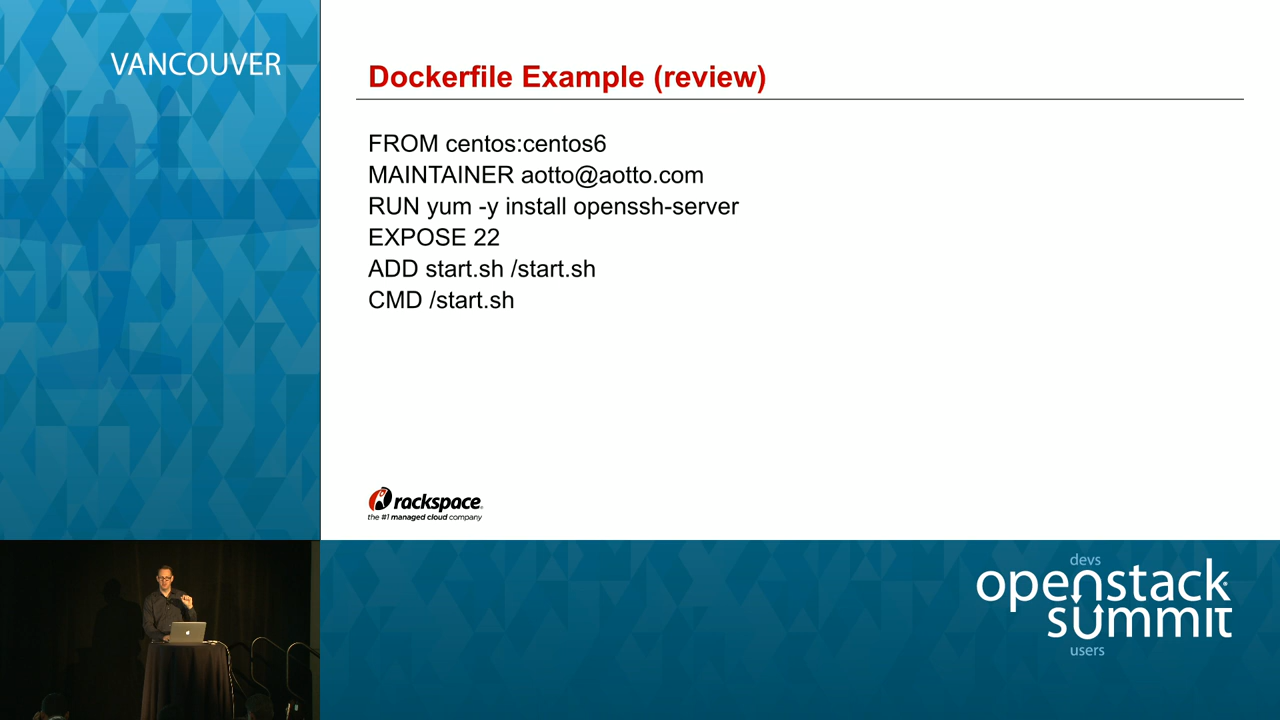 VANCOUVER
Dockerfile Example (review)
FROM centos:centos6
MAINTAINER aotto@aotto.com
RUN yum -y install openssh-server
EXPOSE 22
ADD start.sh /start.sh
CMD /start.sh
rackspace
the #1 managed cloud company
devs
openstack
summit
users